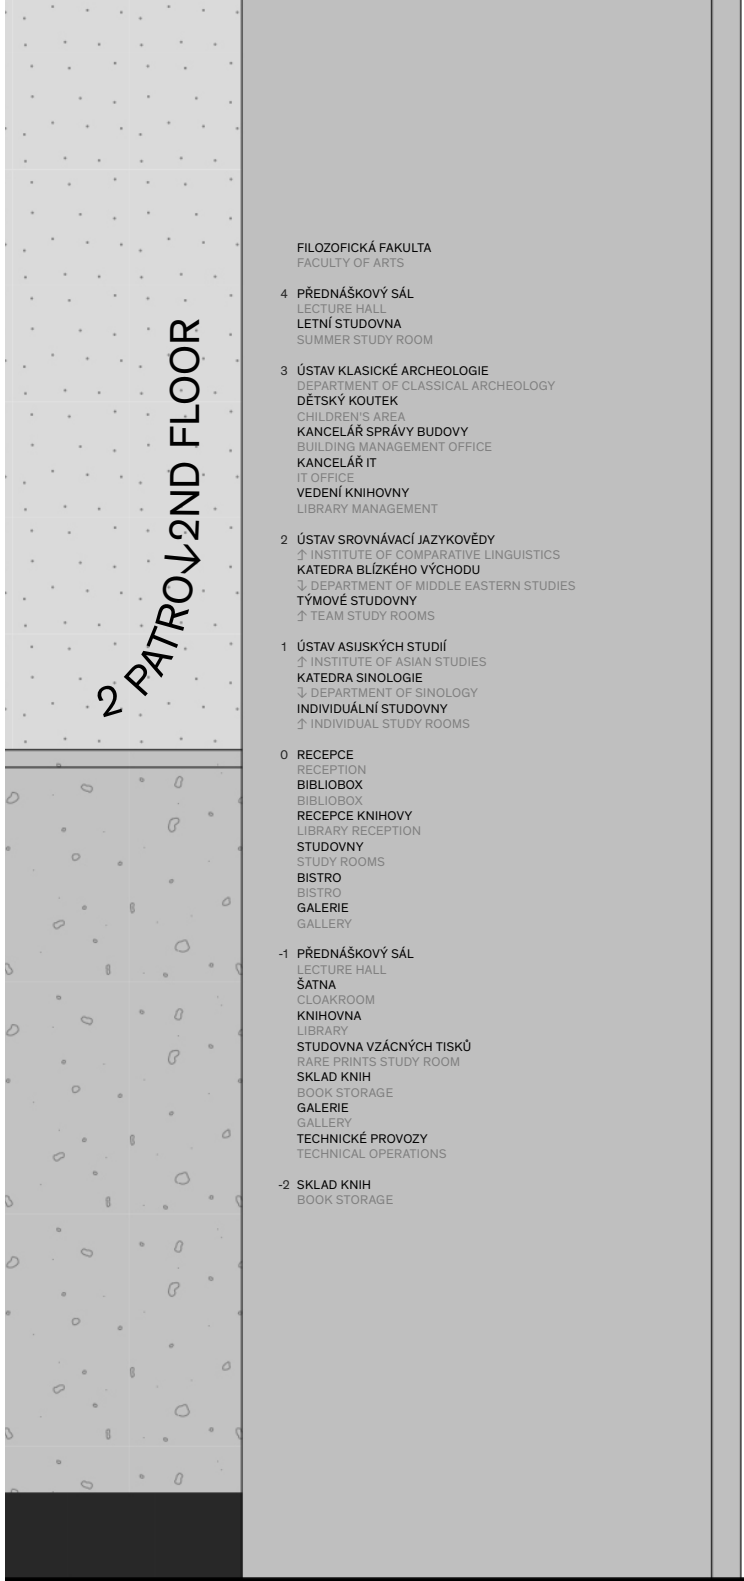 2 PATRO↓2ND FLOOR
FILOZOFICKÁ FAKULTA
FACULTY OF ARTS
4 PŘEDNÁŠKOVÝ SÁL
LECTURE HALL
LETNÍ STUDOVNA
SUMMER STUDY ROOM
3 ÚSTAV KLASICKÉ ARCHEOLOGIE
DEPARTMENT OF CLASSICAL ARCHEOLOGY
DĚTSKÝ KOUTEK
CHILDREN'S AREA
KANCELÁŘ SPRÁVY BUDOVY
BUILDING MANAGEMENT OFFICE
KANCELÁŘ IT
IT OFFICE
VEDENÍ KNIHOVNY
LIBRARY MANAGEMENT
2 ÚSTAV SROVNÁVACÍ JAZYKOVĚDY
↑ INSTITUTE OF COMPARATIVE LINGUISTICS
KATEDRA BLÍZKÉHO VÝCHODU
↓ DEPARTMENT OF MIDDLE EASTERN STUDIES
TÝMOVÉ STUDOVNY
↑ TEAM STUDY ROOMS
1 ÚSTAV ASIJSKÝCH STUDIÍ
↑ INSTITUTE OF ASIAN STUDIES
KATEDRA SINOLOGIE
↓ DEPARTMENT OF SINOLOGY
INDIVIDUÁLNÍ STUDOVNY
↑ INDIVIDUAL STUDY ROOMS
0 RECEPCE
RECEPTION
BIBLIOBOX
BIBLIOBOX
RECEPCE KNIHOVY
LIBRARY RECEPTION
STUDOVNY
STUDY ROOMS
BISTRO
BISTRO
GALERIE
GALLERY
-1 PŘEDNÁŠKOVÝ SÁL
LECTURE HALL
ŠATNA
CLOAKROOM
KNIHOVNA
LIBRARY
STUDOVNA VZÁCNÝCH TISKŮ
RARE PRINTS STUDY ROOM
SKLAD KNIH
BOOK STORAGE
GALERIE
GALLERY
TECHNICKÉ PROVOZY
TECHNICAL OPERATIONS
-2 SKLAD KNIH
BOOK STORAGE